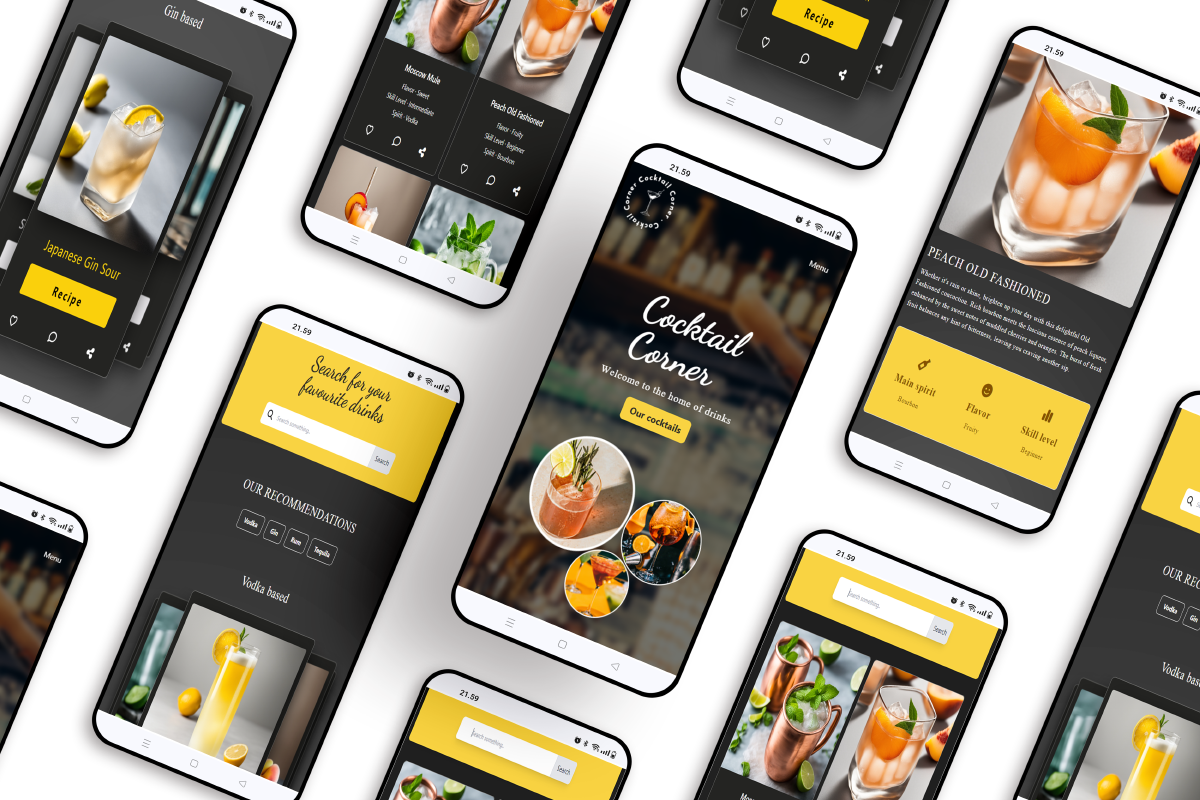 Gin based
Japanese Gin Sour
Recipe
Moscow Mule
Flavor · Sweet
Skill Level · Intermediate
Spirit · Vodka
Peach Old Fashioned
Flavor · Fruity
Skill Level · Beginner
Spirit · Bourbon
Recipe
21.59
PEACH OLD FASHIONED
Whether it's rain or shine, brighten up your day with this delightful Old
Fashioned concoction. Rich bourbon meets the luscious essence of peach liqueur,
enhanced by the sweet notes of muddled cherries and oranges. The burst of fresh
fruit balances any hint of bitterness, leaving you craving another sip.
Main spirit
Bourbon
Flavor
Fruity
Skill level
Beginner
21.59
Cocktail Corner · Cocktail Corner ·
Menu
Cocktail
Corner
Welcome to the home of drinks
Our cocktails
21.59
Search for your
favourite drinks
Search something...
Search
OUR RECOMMENDATIONS
Vodka
Gin
Rum
Tequila
Vodka based
Menu
21.59
Search something...
Search
21.59
Search something...
Search
OUR REC
Vodka
Gin
Vodka bas